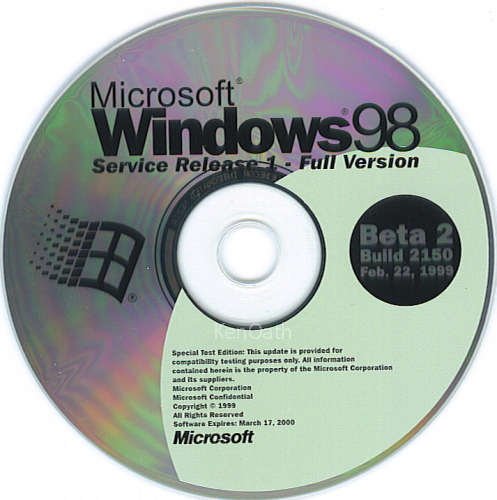 Microsoft®
Windows®98
Service Release 1 - Full Version
Beta 2
Build 2150
Feb. 22, 1999
®
KenOath
Special Test Edition: This update is provided for
compatibility testing purposes only. All information
contained herein is the property of the Microsoft Corporation
and its suppliers.
Microsoft Corporation
Microsoft Confidential
Copyright © 1999
All Rights Reserved
Software Expires: March 17, 2000
Microsoft